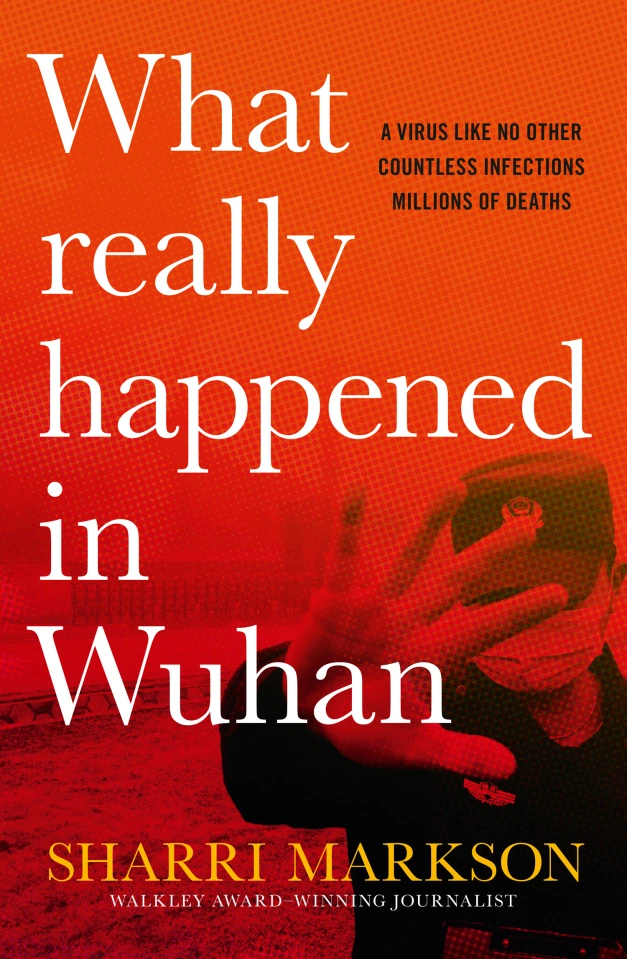 What
A VIRUS LIKE NO OTHER
COUNTLESS INFECTIONS
MILLIONS OF DEATHS
really
happened
in
Wuhan
SHARRI MARKSON
WALKLEY AWARD–WINNING JOURNALIST